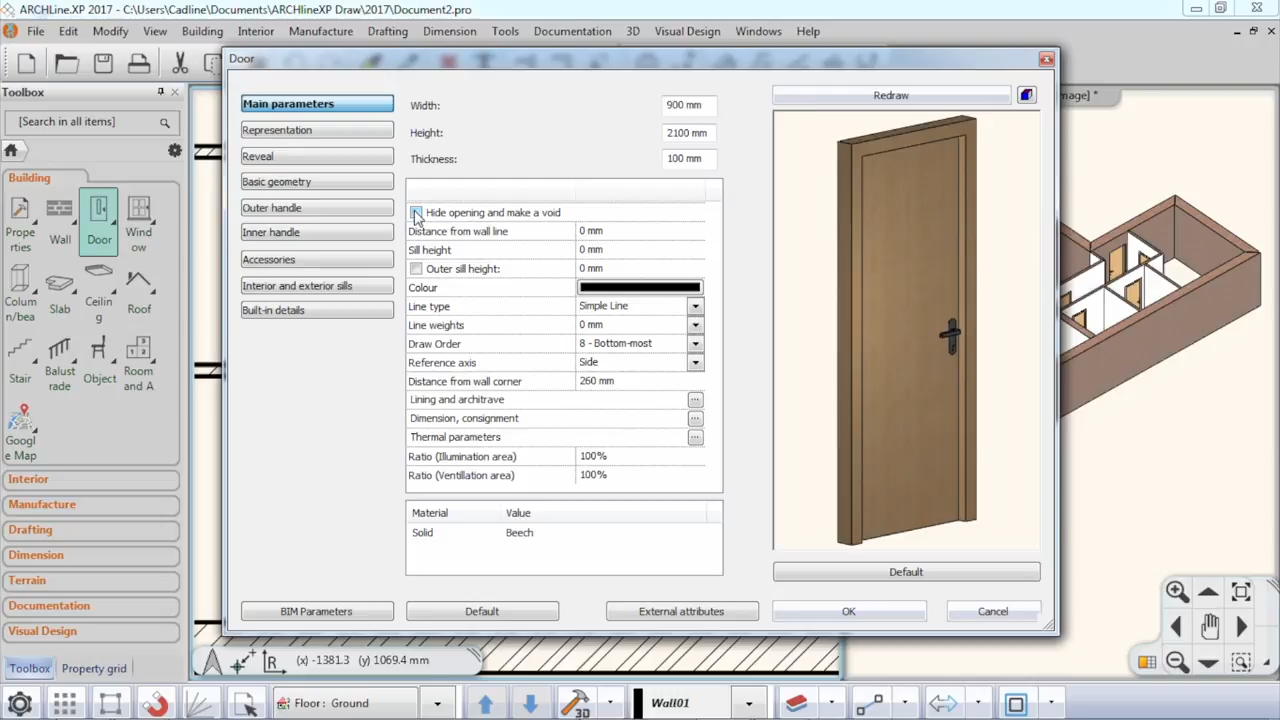 ARCHLine.XP 2017 - C:\Users\Cadline\Documents\ARCHlineXP Draw\2017\Document2.pro
File Edit Modify View Building Interior Manufacture Drafting Dimension Tools Documentation 3D Visual Design Windows Help
Toolbox
[Search in all items]
Building
Prope
rties
Wall
Door
Wind
ow
Colum
n/bea
Slab
Ceilin
g
Roof
Stair
Balust
rade
Object
Room
and A
Googl
e Map
Interior
Manufacture
Drafting
Dimension
Terrain
Documentation
Visual Design
Toolbox Property grid
Door
Main parameters
Representation
Reveal
Basic geometry
Outer handle
Inner handle
Accessories
Interior and exterior sills
Built-in details
Width: 900 mm
Height: 2100 mm
Thickness: 100 mm
Hide opening and make a void
Distance from wall line 0 mm
Sill height 0 mm
Outer sill height: 0 mm
Colour
Line type Simple Line
Line weights 0 mm
Draw Order 8 - Bottom-most
Reference axis Side
Distance from wall corner 260 mm
Lining and architrave ...
Dimension, consignment ...
Thermal parameters ...
Ratio (Illumination area) 100%
Ratio (Ventillation area) 100%
Material Value
Solid Beech
Redraw
Default
BIM Parameters Default External attributes OK Cancel
mage] *
(x) -1381.3 (y) 1069.4 mm
Floor : Ground
3D
Wall01